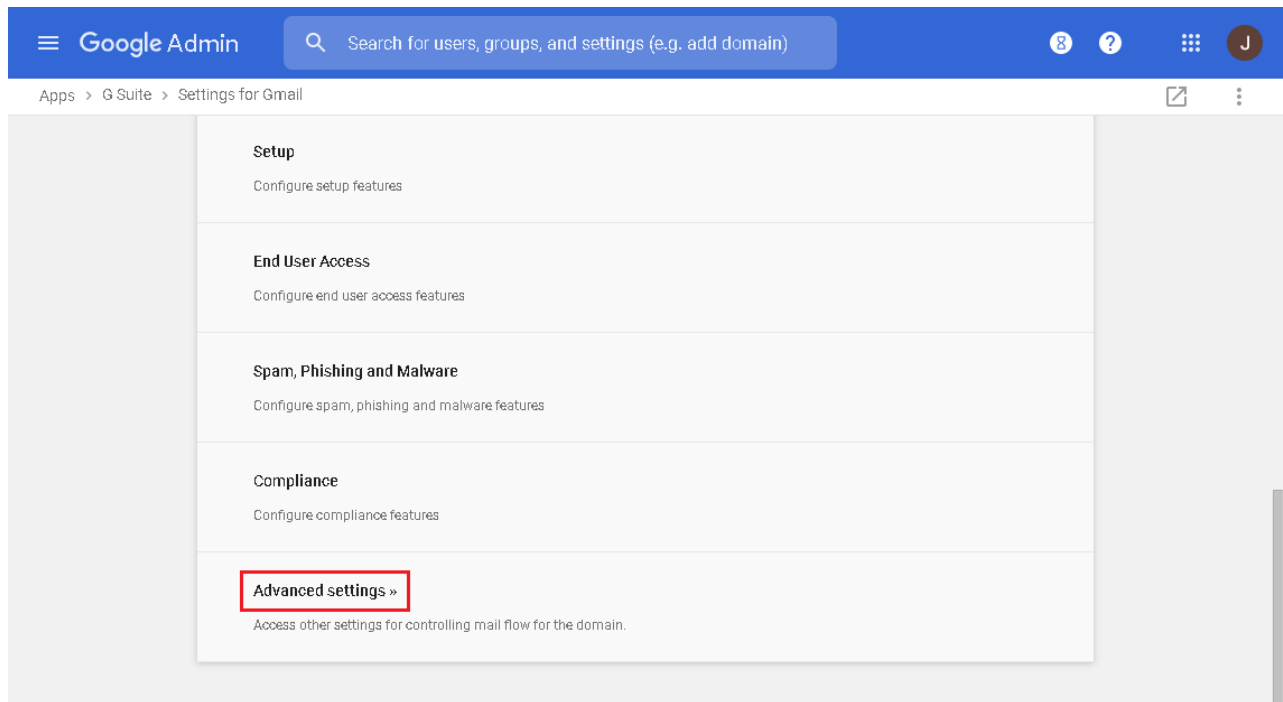 Google Admin
Search for users, groups, and settings (e.g. add domain)
8
?
J
Apps > G Suite > Settings for Gmail
Setup
Configure setup features
End User Access
Configure end user access features
Spam, Phishing and Malware
Configure spam, phishing and malware features
Compliance
Configure compliance features
Advanced settings »
Access other settings for controlling mail flow for the domain.